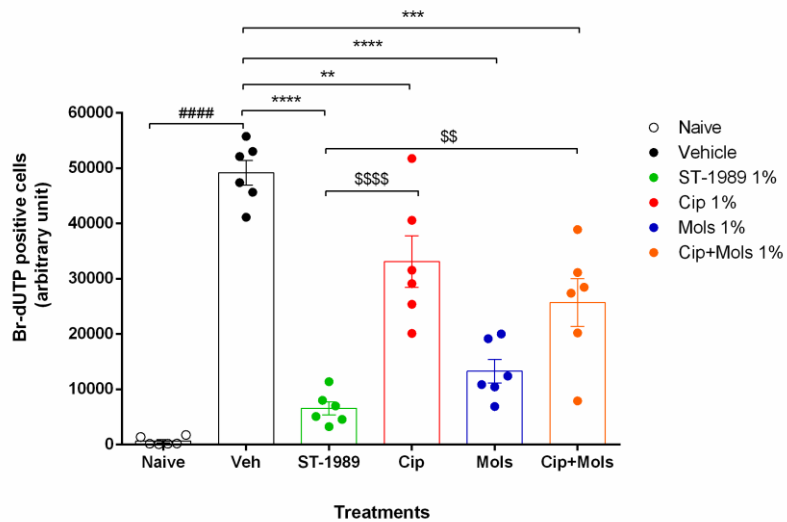 ***
****
**
####
****
$$
$$$$
Br-dUTP positive cells
(arbitrary unit)
60000
50000
40000
30000
20000
10000
0
Naive
Veh
ST-1989
Cip
Mols
Cip+Mols
Treatments
Naive
Vehicle
ST-1989 1%
Cip 1%
Mols 1%
Cip+Mols 1%